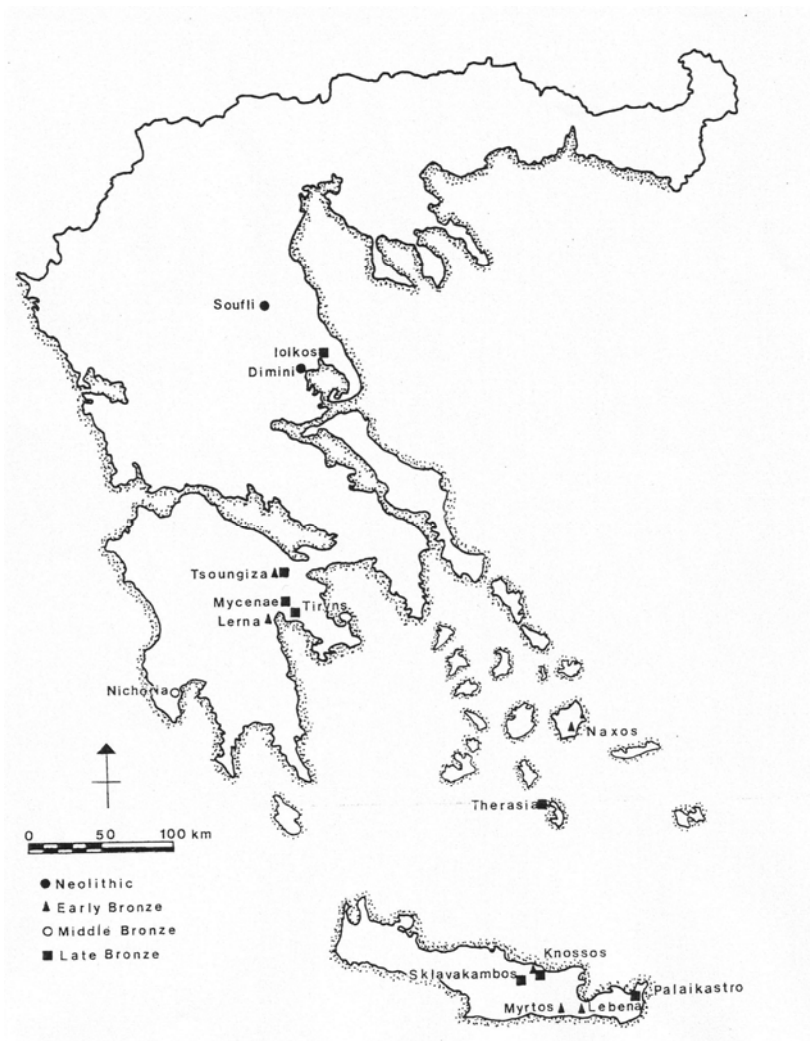 Soufli
Iolkos
Dimini
Tsoungiza
Mycenae
Tiryns
Lerna
Nichoria
Naxos
Therasia
0 50 100 km
Neolithic
Early Bronze
Middle Bronze
Late Bronze
Knossos
Sklavakambos
Palaikastro
Myrtos
Lebena